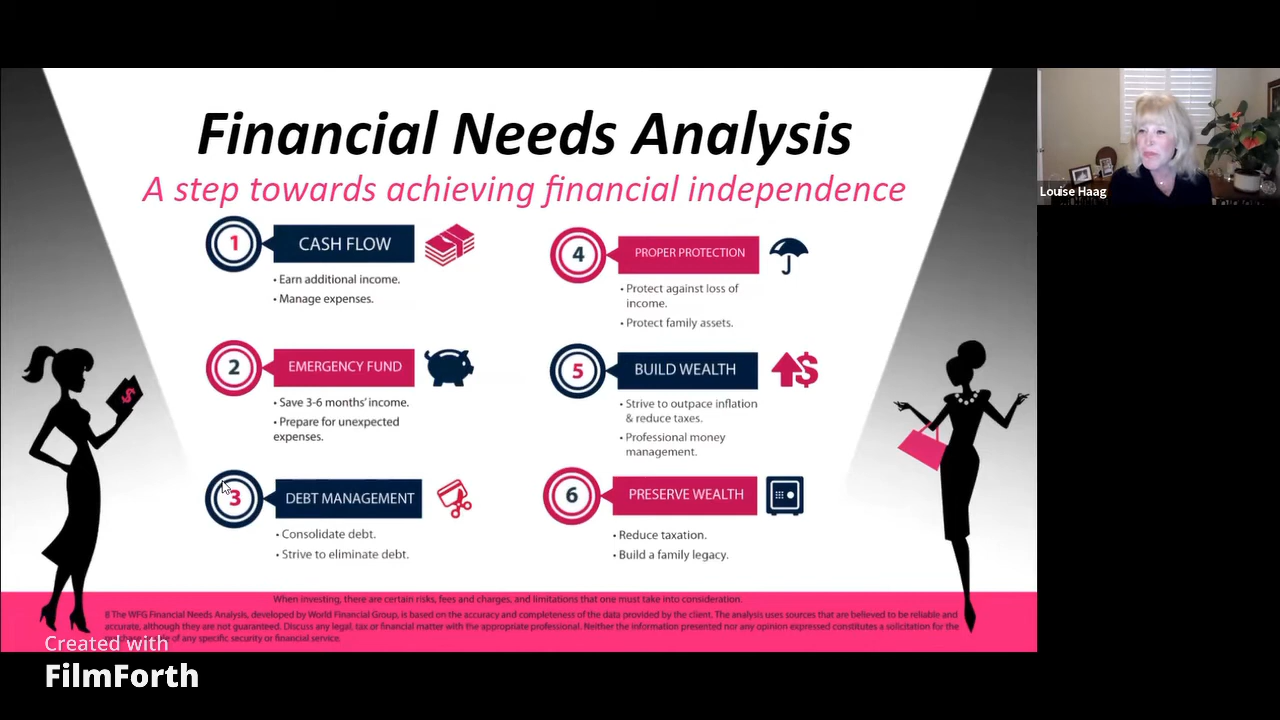 Financial Needs Analysis
A step towards achieving financial independence
1
CASH FLOW
• Earn additional income.
• Manage expenses.
2
EMERGENCY FUND
• Save 3-6 months' income.
• Prepare for unexpected
expenses.
3
DEBT MANAGEMENT
• Consolidate debt.
• Strive to eliminate debt.
4
PROPER PROTECTION
• Protect against loss of
income.
• Protect family assets.
5
BUILD WEALTH
• Strive to outpace inflation
& reduce taxes.
• Professional money
management.
6
PRESERVE WEALTH
• Reduce taxation.
• Build a family legacy.
$
$
When investing, there are certain risks, fees and charges, and limitations that one must take into consideration.
The WFG Financial Needs Analysis, developed by World Financial Group, is based on the accuracy and completeness of the data provided by the client. The analysis uses sources that are believed to be reliable and
accurate, although they are not guaranteed. Discuss any legal, tax or financial matter with the appropriate professional. Neither the information presented nor any opinion expressed constitutes a solicitation for the
of any specific security or financial service.
Louise Haag
Created with
FilmForth